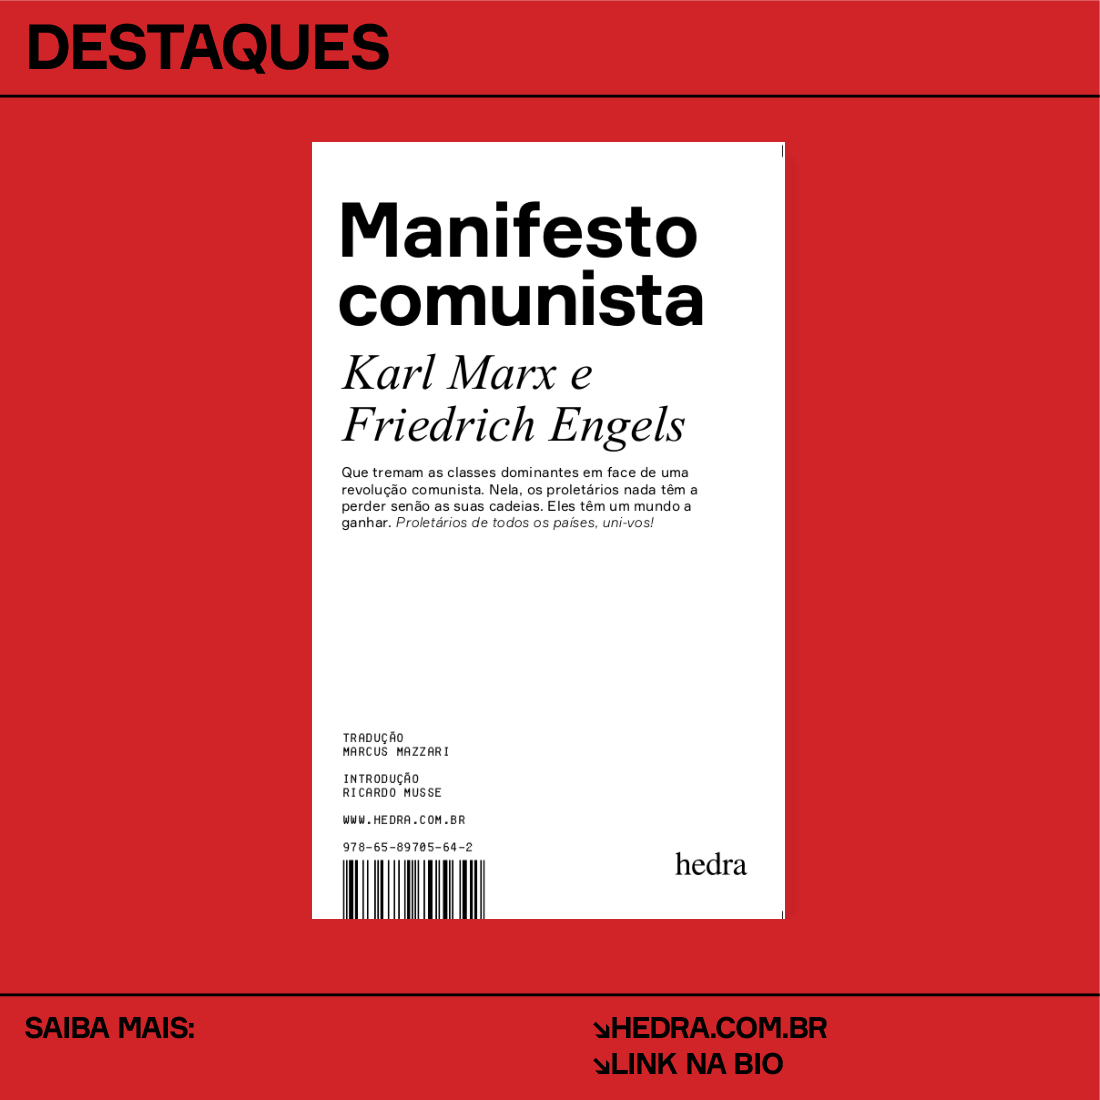 DESTAQUES
Manifesto
comunista
Karl Marx e
Friedrich Engels
Que tremam as classes dominantes em face de uma
revolução comunista. Nela, os proletários nada têm a
perder senão as suas cadeias. Eles têm um mundo a
ganhar. Proletários de todos os países, uni-vos!
TRADUÇÃO
MARCUS MAZZARI
INTRODUÇÃO
RICARDO MUSSE
WWW.HEDRA.COM.BR
978-65-89705-64-2
hedra
SAIBA MAIS:
↘HEDRA.COM.BR
↘LINK NA BIO